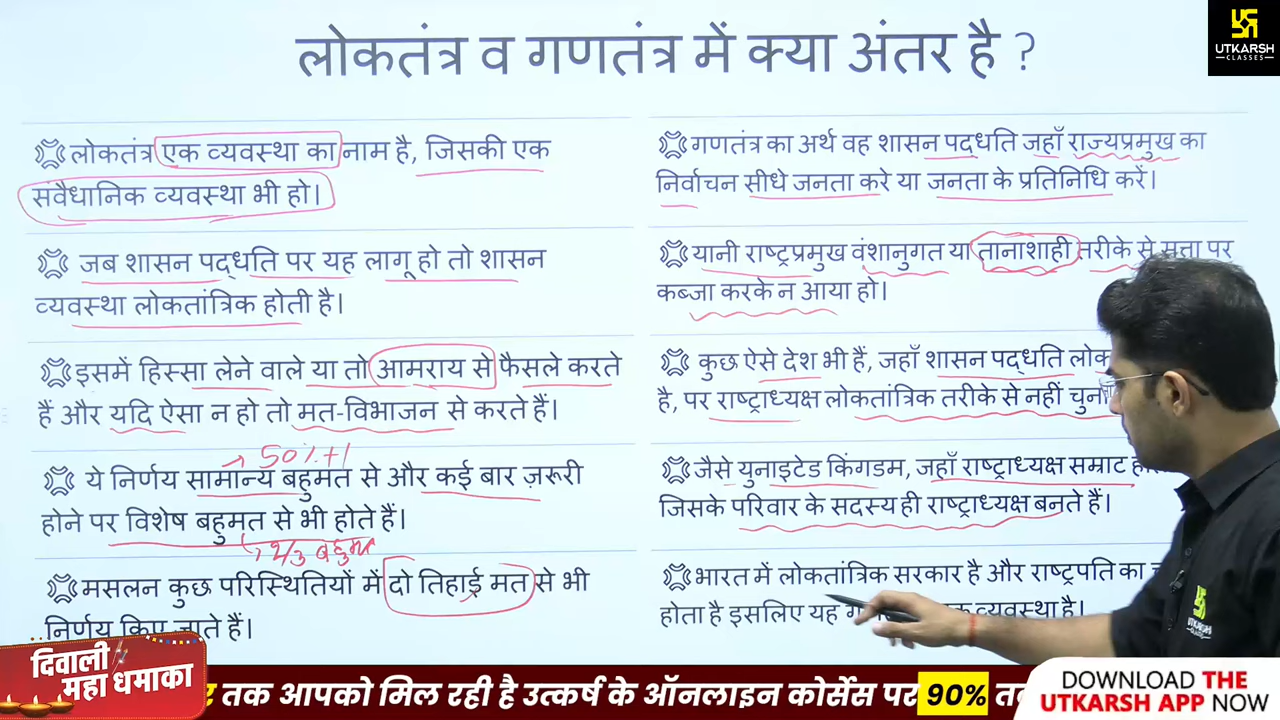 लोकतंत्र व गणतंत्र में क्या अंतर है ?
लोकतंत्र एक व्यवस्था का नाम है, जिसकी एक
संवैधानिक व्यवस्था भी हो।
जब शासन पद्धति पर यह लागू हो तो शासन
व्यवस्था लोकतांत्रिक होती है।
इसमें हिस्सा लेने वाले या तो आमराय से फैसले करते
हैं और यदि ऐसा न हो तो मत-विभाजन से करते हैं।
50%+1
ये निर्णय सामान्य बहुमत से और कई बार ज़रूरी
होने पर विशेष बहुमत से भी होते हैं।
2/3 बहुमत
मसलन कुछ परिस्थितियों में दो तिहाई मत से भी
निर्णय किए जाते हैं।
गणतंत्र का अर्थ वह शासन पद्धति जहाँ राज्यप्रमुख का
निर्वाचन सीधे जनता करे या जनता के प्रतिनिधि करें।
यानी राष्ट्रप्रमुख वंशानुगत या तानाशाही तरीके से सत्ता पर
कब्जा करके न आया हो।
कुछ ऐसे देश भी हैं, जहाँ शासन पद्धति
है, पर राष्ट्राध्यक्ष लोकतांत्रिक तरीके से नहीं
जैसे युनाइटेड किंगडम, जहाँ राष्ट्राध्यक्ष सम्राट
जिसके परिवार के सदस्य ही राष्ट्राध्यक्ष बनते हैं।
भारत में लोकतांत्रिक सरकार है और राष्ट्रपति का
होता है इसलिए यह व्यवस्था है।
UTKARSH
CLASSES
दिवाली
महा धमाका
तक आपको मिल रही है उत्कर्ष के ऑनलाइन कोर्सेस पर 90%
DOWNLOAD THE
UTKARSH APP NOW